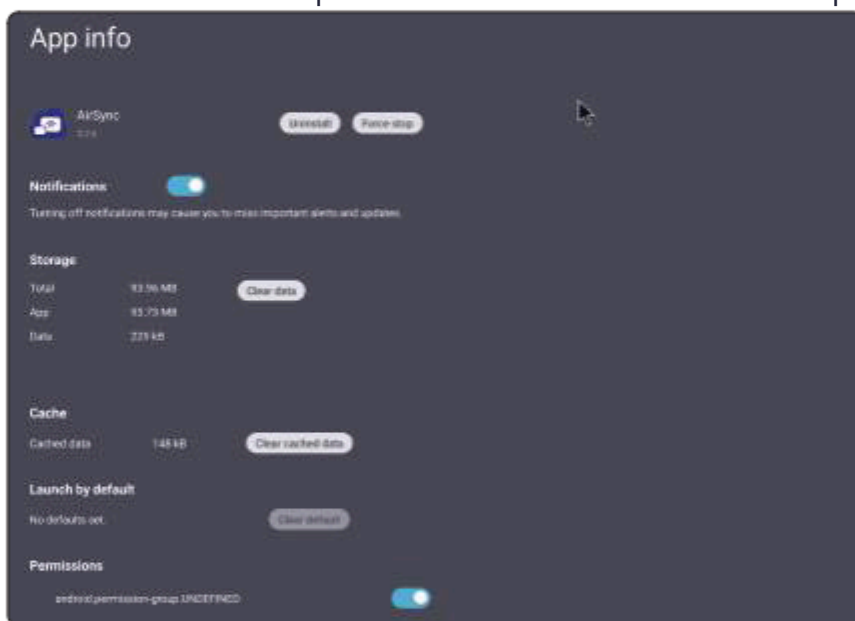 App info
AirSync
Uninstall Force stop
Notifications
Turning off notifications may cause you to miss important alerts and updates.
Storage
Total 93.96 MB Clear data
App 93.73 MB
Data 229 kB
Cache
Cached data 148 kB Clear cached data
Launch by default
No defaults set. Clear default
Permissions
android.permission-group.UNDEFINED